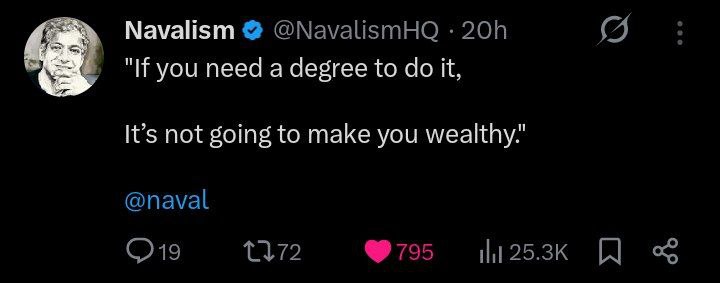 Navalism @NavalismHQ · 20h
"If you need a degree to do it,
It’s not going to make you wealthy."
@naval
19 72 795 25.3K